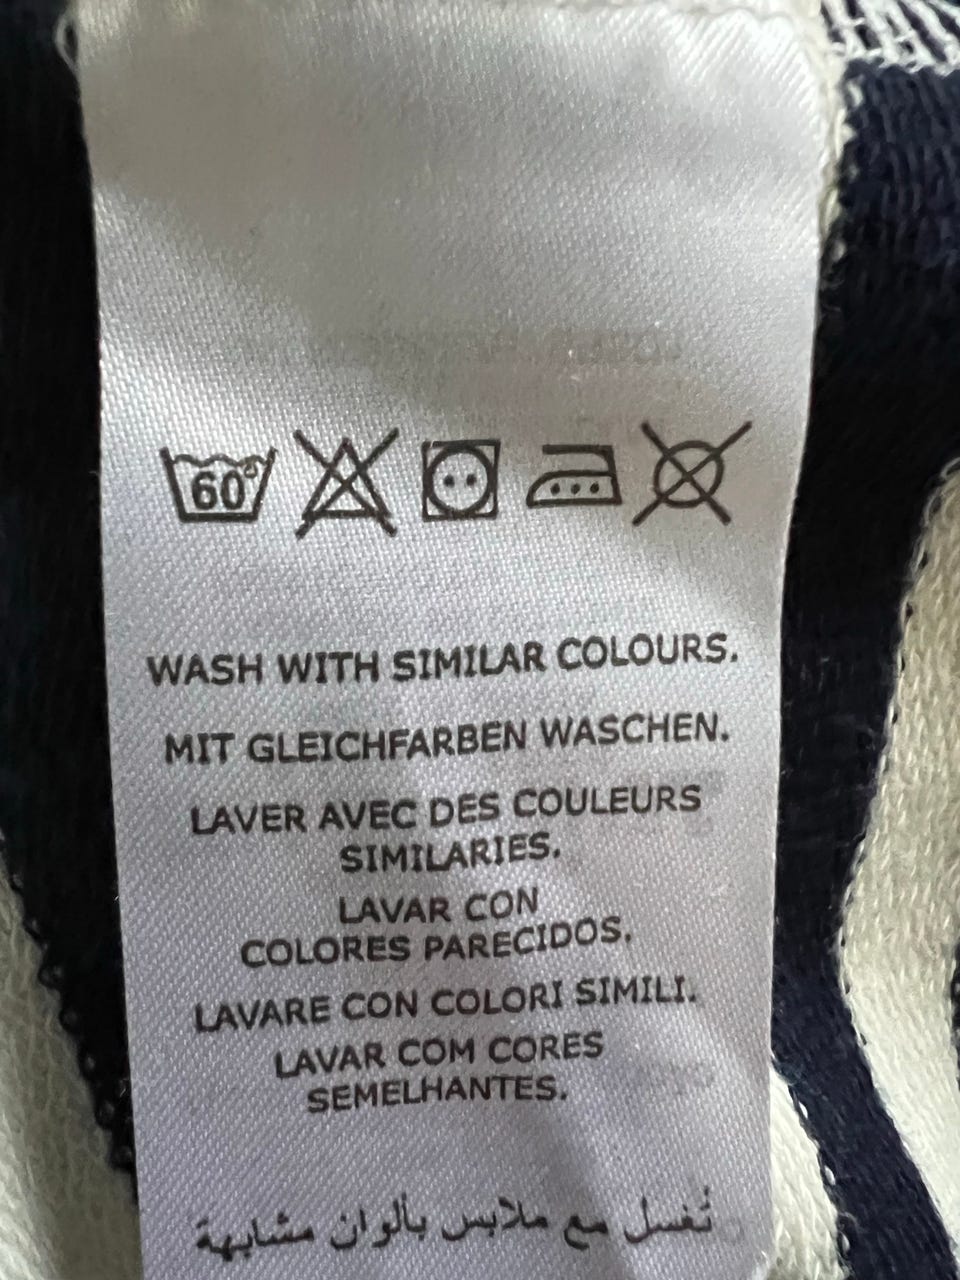 60°
WASH WITH SIMILAR COLOURS.
MIT GLEICHFARBEN WASCHEN.
LAVER AVEC DES COULEURS
SIMILARIES.
LAVAR CON
COLORES PARECIDOS.
LAVARE CON COLORI SIMILI.
LAVAR COM CORES
SEMELHANTES.
تُغسل مع ملابس بألوان مشابهة